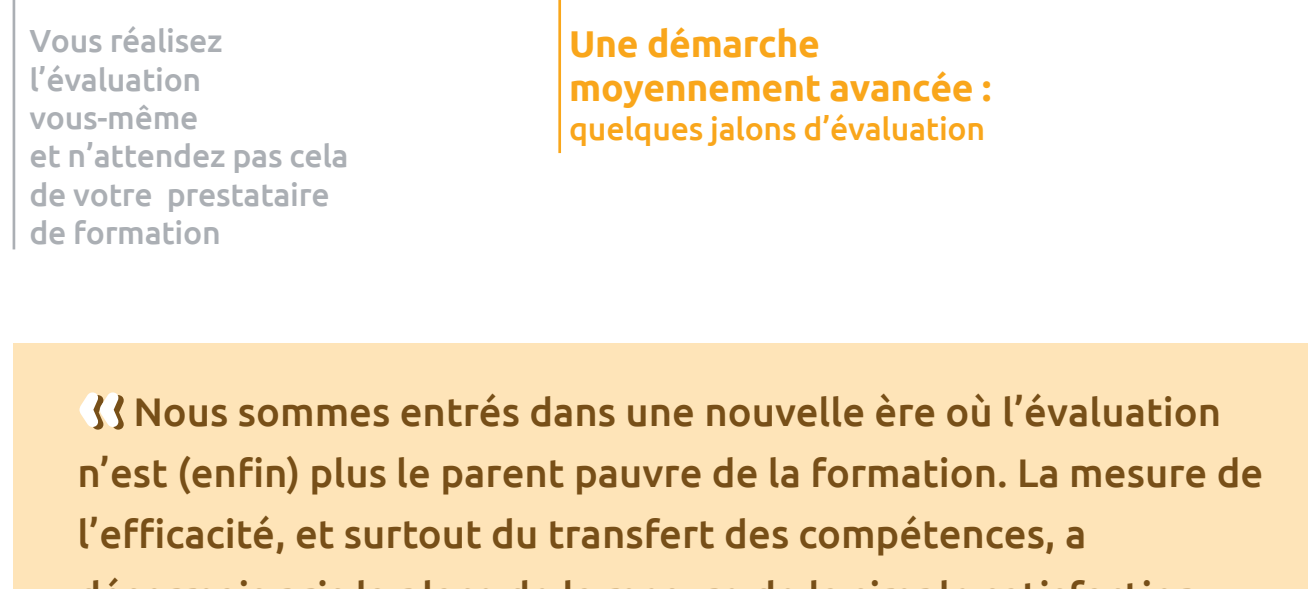 Vous réalisez
l’évaluation
vous-même
et n’attendez pas cela
de votre prestataire
de formation
Une démarche
moyennement avancée :
quelques jalons d’évaluation
« Nous sommes entrés dans une nouvelle ère où l’évaluation
n’est (enfin) plus le parent pauvre de la formation. La mesure de
l’efficacité, et surtout du transfert des compétences, a